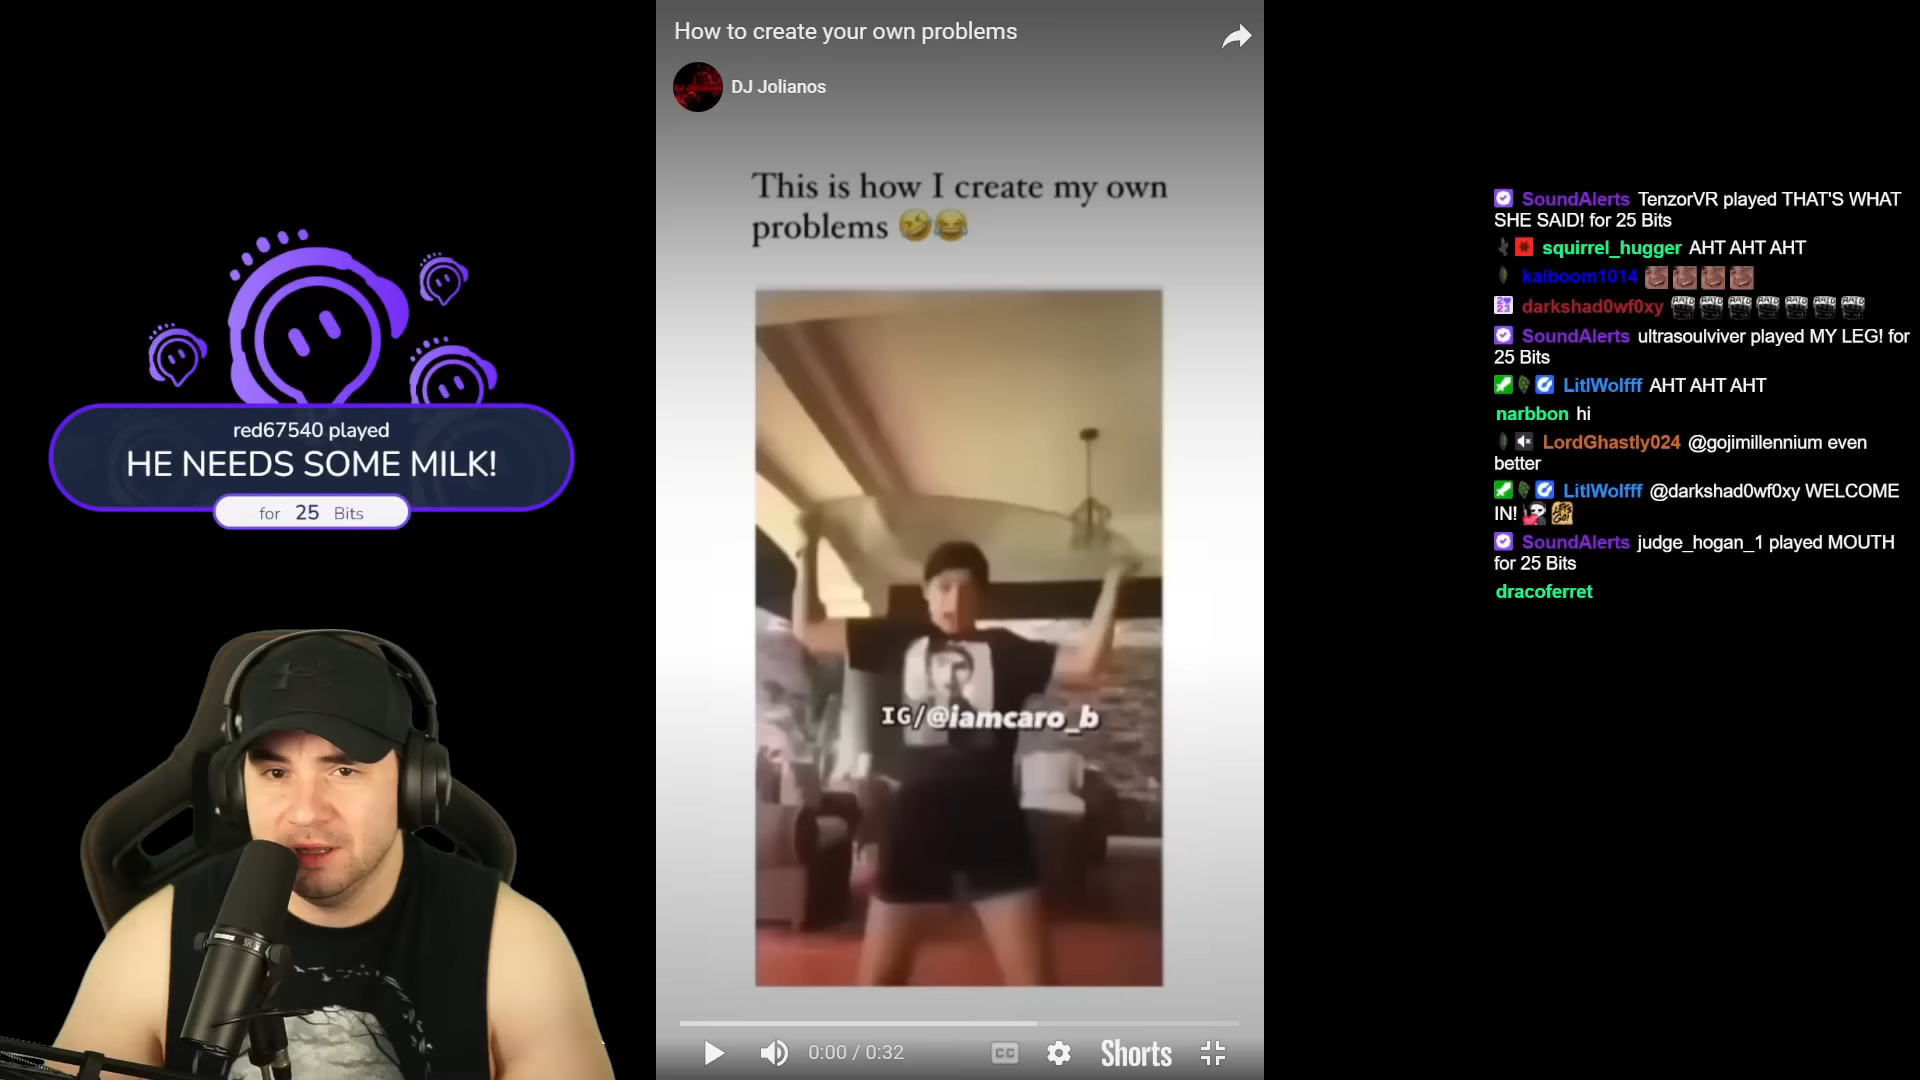 How to create your own problems
DJ Jolianos
This is how I create my own
problems 🤣😂
IG/@iamcaro_b
0:00 / 0:32
CC
Shorts
red67540 played
HE NEEDS SOME MILK!
for 25 Bits
SoundAlerts TenzorVR played THAT'S WHAT
SHE SAID! for 25 Bits
squirrel_hugger AHT AHT AHT
kaiboom1014
darkshad0wf0xy
SoundAlerts ultrasoulviver played MY LEG! for
25 Bits
LitlWolfff AHT AHT AHT
narbbon hi
LordGhastly024 @gojimillennium even
better
LitlWolfff @darkshad0wf0xy WELCOME
IN!
SoundAlerts judge_hogan_1 played MOUTH
for 25 Bits
dracoferret